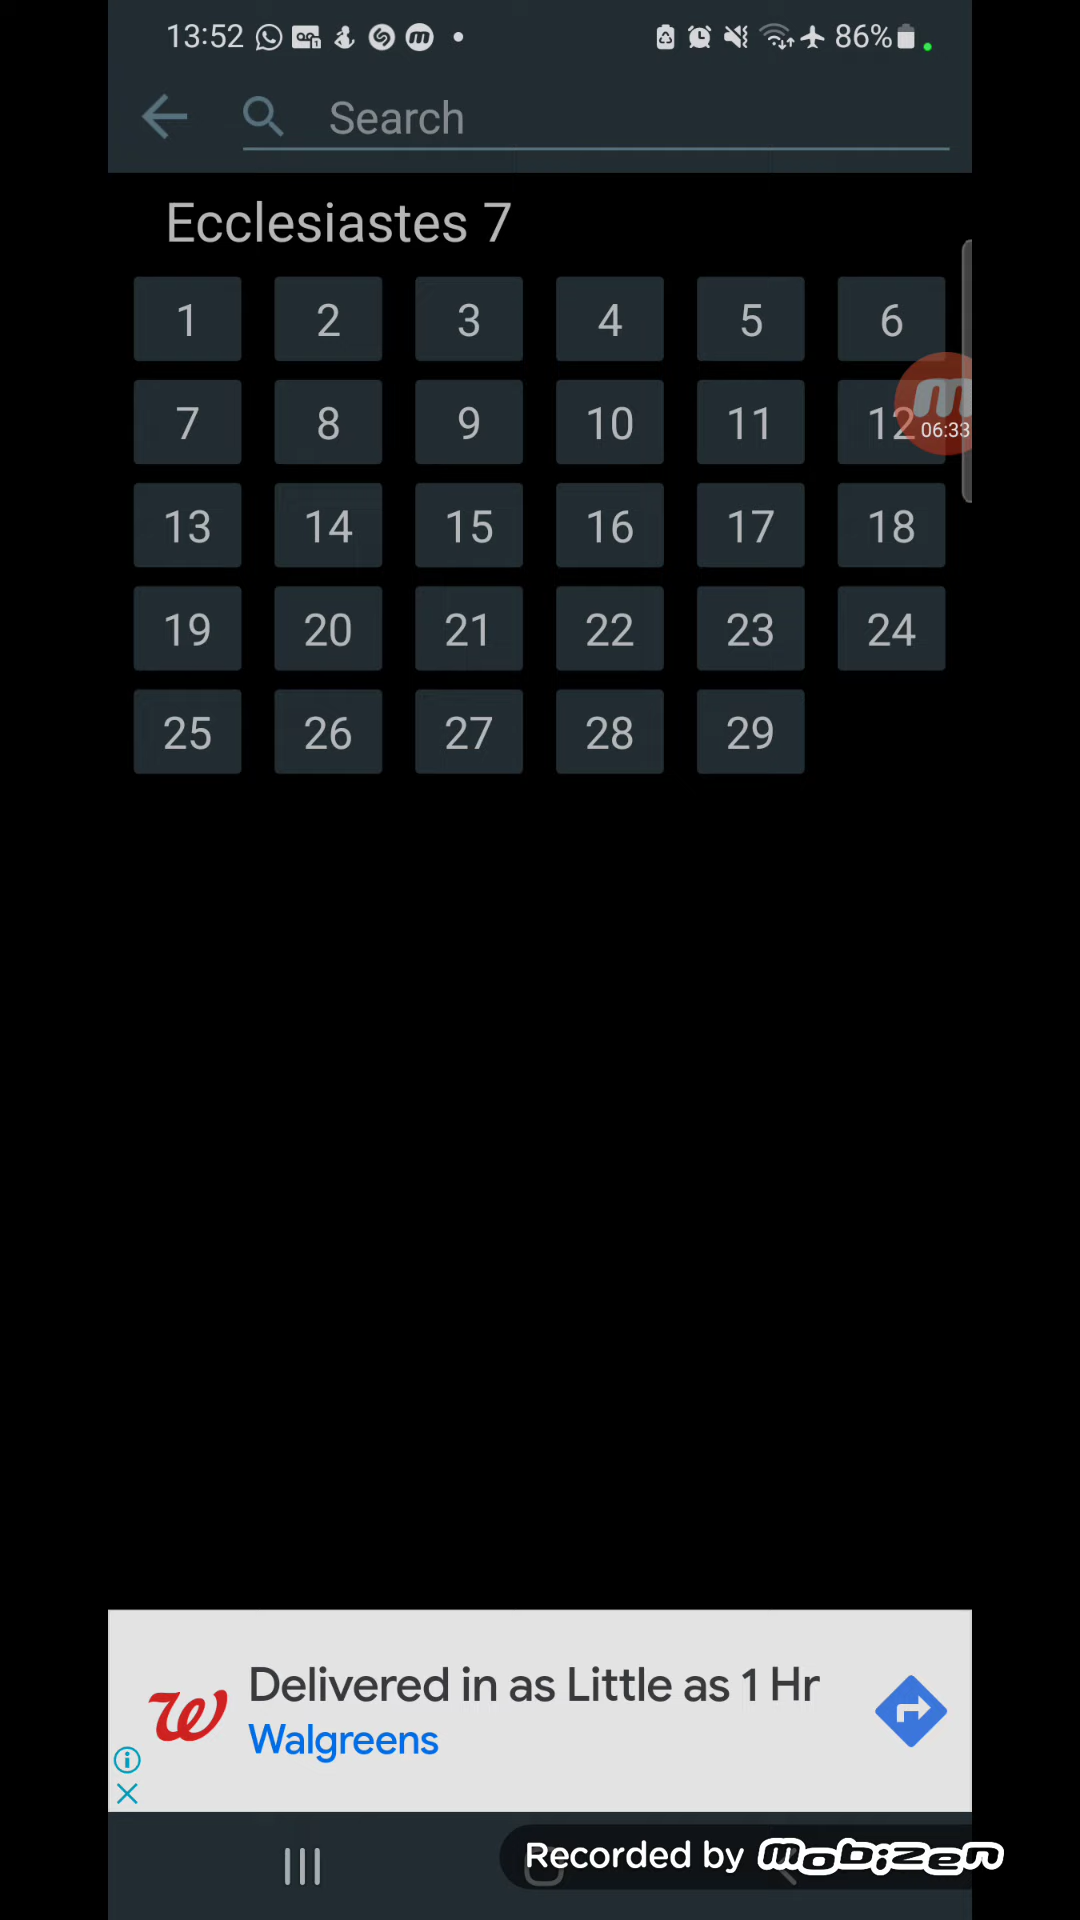 13:52 86%
Search
Ecclesiastes 7
1 2 3 4 5 6
7 8 9 10 11 12
06:33
13 14 15 16 17 18
19 20 21 22 23 24
25 26 27 28 29
Delivered in as Little as 1 Hr
Walgreens
Recorded by mobizen